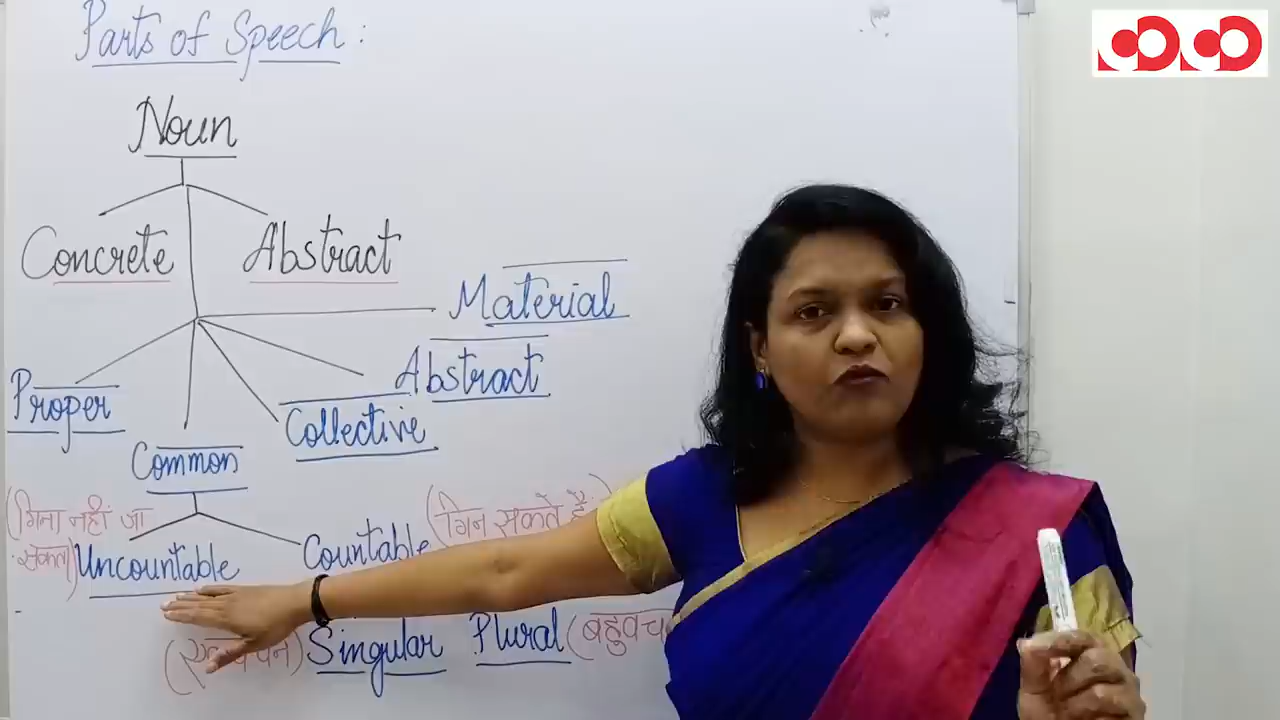 Parts of Speech:
Noun
Concrete Abstract
Material
Abstract
Proper
Collective
Common
(गिना नहीं जा सकता) Uncountable
Countable (गिन सकते हैं)
Singular Plural